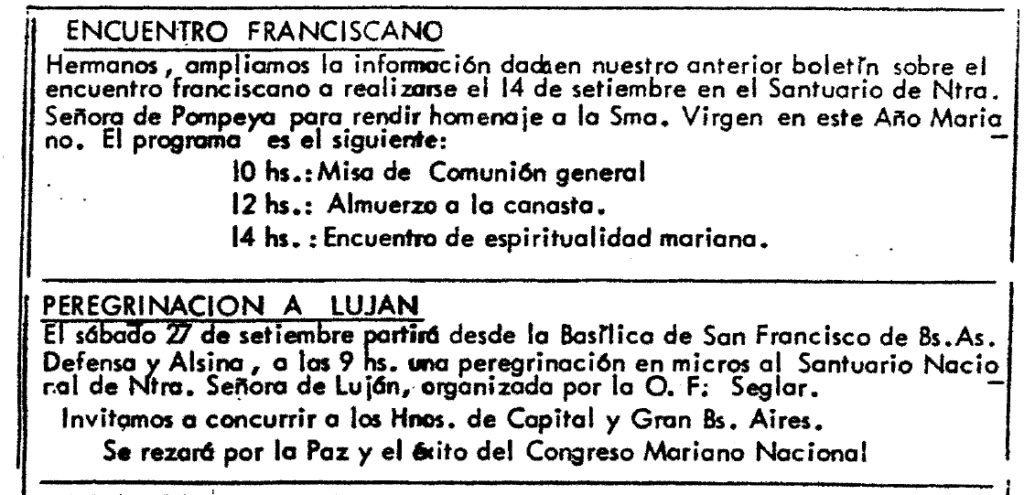 ENCUENTRO FRANCISCANO
Hermanos, ampliamos la información dada en nuestro anterior boletín sobre el
encuentro franciscano a realizarse el 14 de setiembre en el Santuario de Ntra.
Señora de Pompeya para rendir homenaje a la Sma. Virgen en este Año Maria
no. El programa es el siguiente:
10 hs.: Misa de Comunión general
12 hs.: Almuerzo a la canasta.
14 hs.: Encuentro de espiritualidad mariana.
PEREGRINACION A LUJAN
El sábado 27 de setiembre partirá desde la Basílica de San Francisco de Bs.As.
Defensa y Alsina, a las 9 hs. una peregrinación en micros al Santuario Nacio
nal de Ntra. Señora de Luján, organizada por la O. F. Seglar.
Invitamos a concurrir a los Hnos. de Capital y Gran Bs. Aires.
Se rezará por la Paz y el éxito del Congreso Mariano Nacional